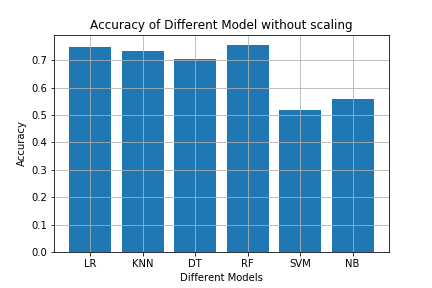 Accuracy of Different Model without scaling
Accuracy
0.7
0.6
0.5
0.4
0.3
0.2
0.1
0.0
LR KNN DT RF SVM NB
Different Models